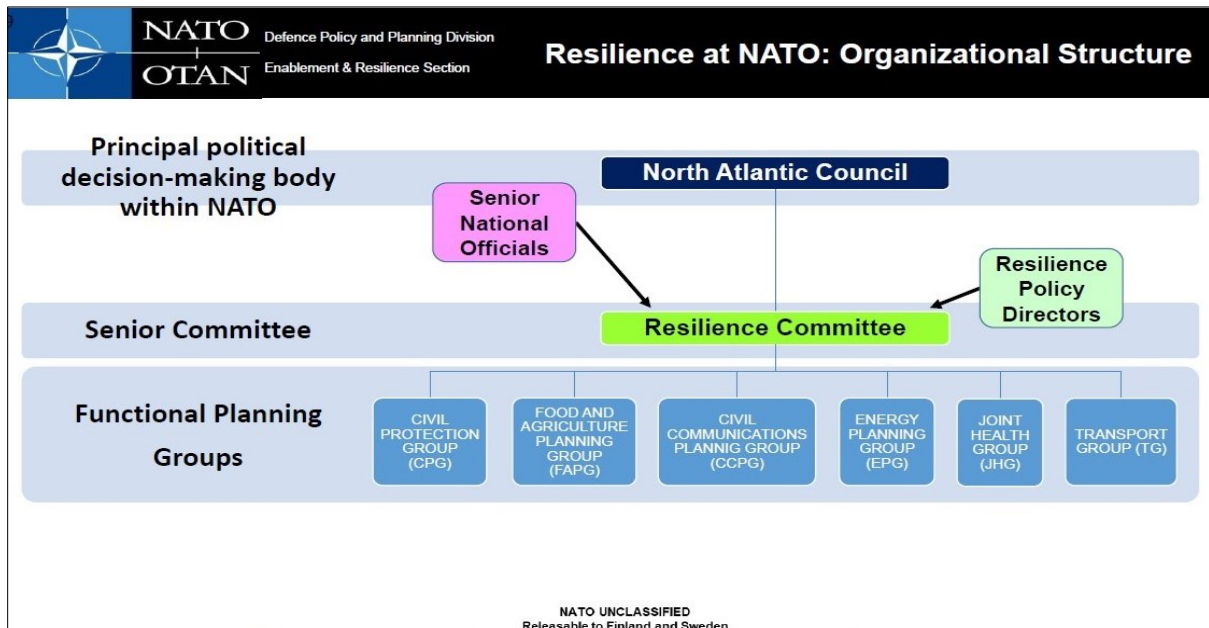 NATO
OTAN
Defence Policy and Planning Division
Enablement & Resilience Section
Resilience at NATO: Organizational Structure
Principal political
decision-making body
within NATO
North Atlantic Council
Senior
National
Officials
Resilience
Policy
Directors
Senior Committee
Resilience Committee
Functional Planning
Groups
CIVIL
PROTECTION
GROUP
(CPG)
FOOD AND
AGRICULTURE
PLANNING
GROUP
(FAPG)
CIVIL
COMMUNICATIONS
PLANNIG GROUP
(CCPG)
ENERGY
PLANNING
GROUP
(EPG)
JOINT
HEALTH
GROUP
(JHG)
TRANSPORT
GROUP (TG)
NATO UNCLASSIFIED
Releasable to Finland and Sweden